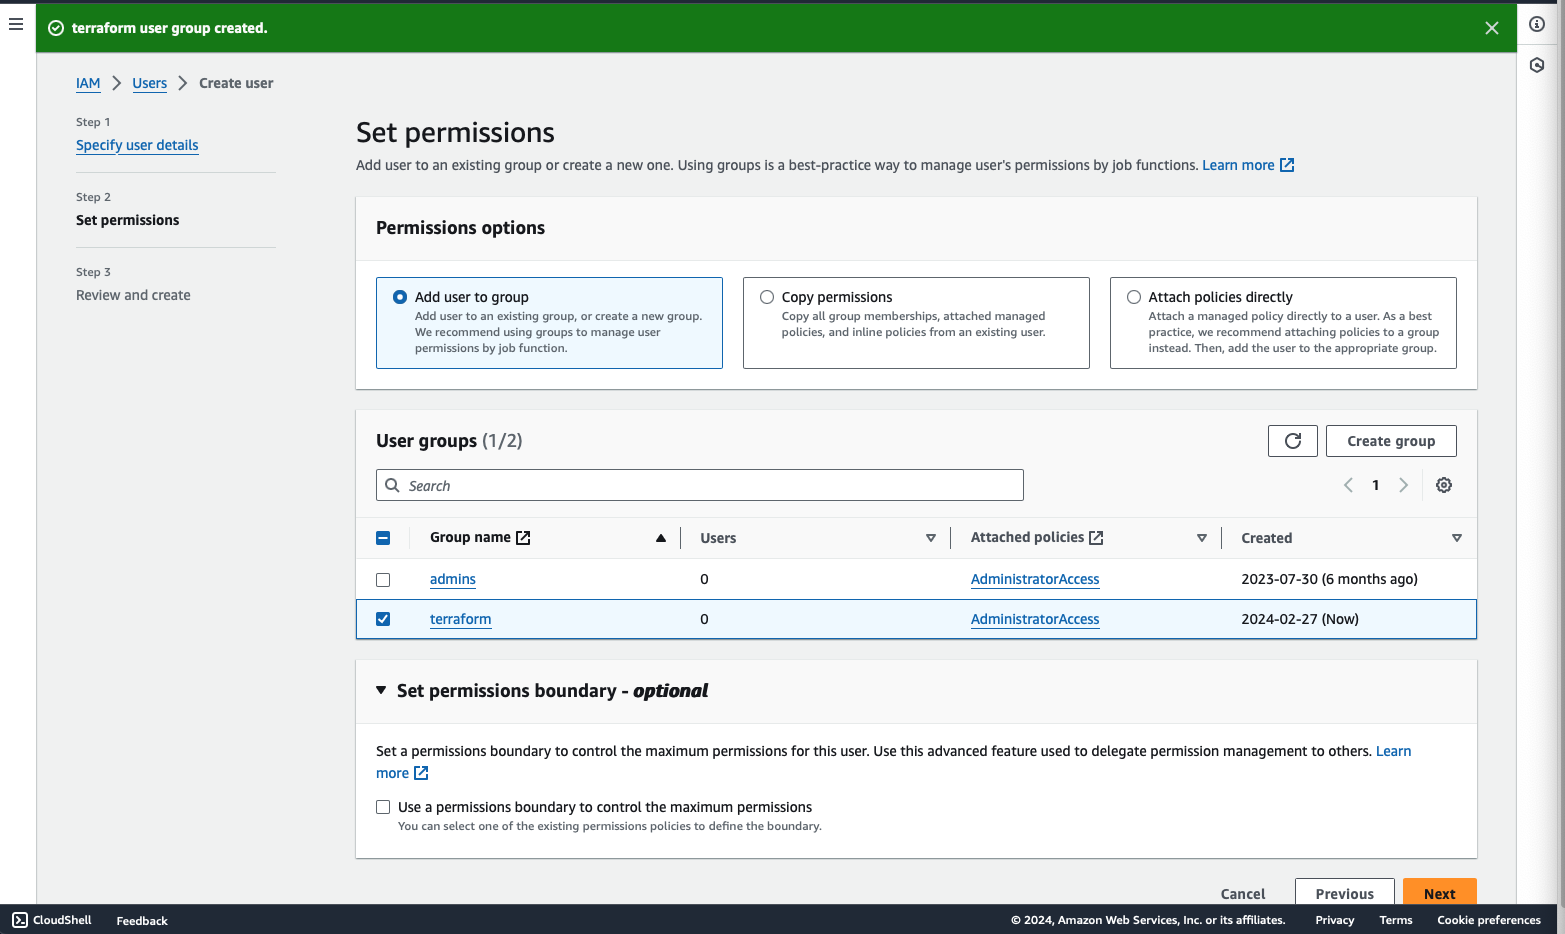 terraform user group created.
IAM > Users > Create user
Step 1
Specify user details
Step 2
Set permissions
Step 3
Review and create
Set permissions
Add user to an existing group or create a new one. Using groups is a best-practice way to manage user's permissions by job functions. Learn more
Permissions options
Add user to group
Add user to an existing group, or create a new group.
We recommend using groups to manage user
permissions by job function.
Copy permissions
Copy all group memberships, attached managed
policies, and inline policies from an existing user.
Attach policies directly
Attach a managed policy directly to a user. As a best
practice, we recommend attaching policies to a group
instead. Then, add the user to the appropriate group.
User groups (1/2)
Create group
Search
1
Group name Users Attached policies Created
admins 0 AdministratorAccess 2023-07-30 (6 months ago)
terraform 0 AdministratorAccess 2024-02-27 (Now)
Set permissions boundary - optional
Set a permissions boundary to control the maximum permissions for this user. Use this advanced feature used to delegate permission management to others. Learn
more
Use a permissions boundary to control the maximum permissions
You can select one of the existing permissions policies to define the boundary.
Cancel Previous Next
CloudShell Feedback © 2024, Amazon Web Services, Inc. or its affiliates. Privacy Terms Cookie preferences